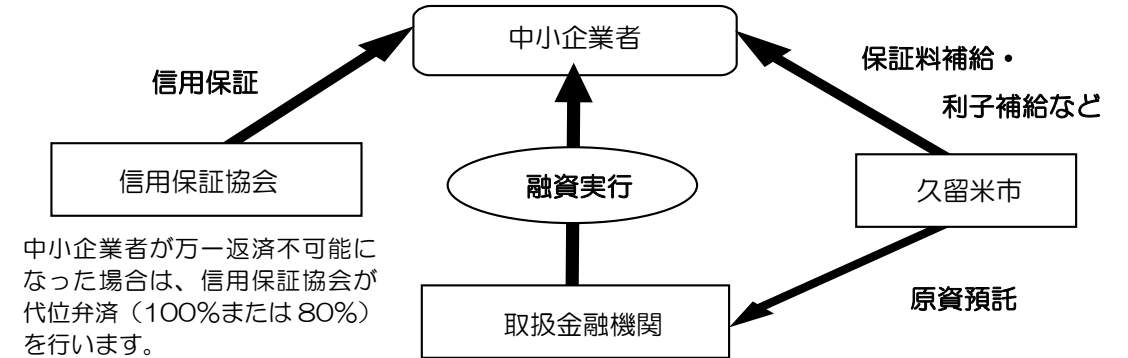 中小企業者
保証料補給・
利子補給など
信用保証
信用保証協会
融資実行
久留米市
中小企業者が万一返済不可能に
なった場合は、信用保証協会が
代位弁済（100%または80%）
を行います。
原資預託
取扱金融機関